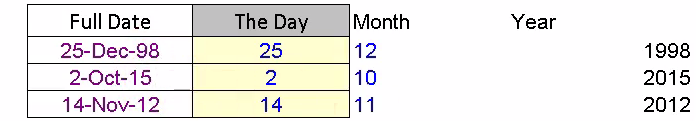 Full Date The Day Month Year
25-Dec-98 25 12 1998
2-Oct-15 2 10 2015
14-Nov-12 14 11 2012